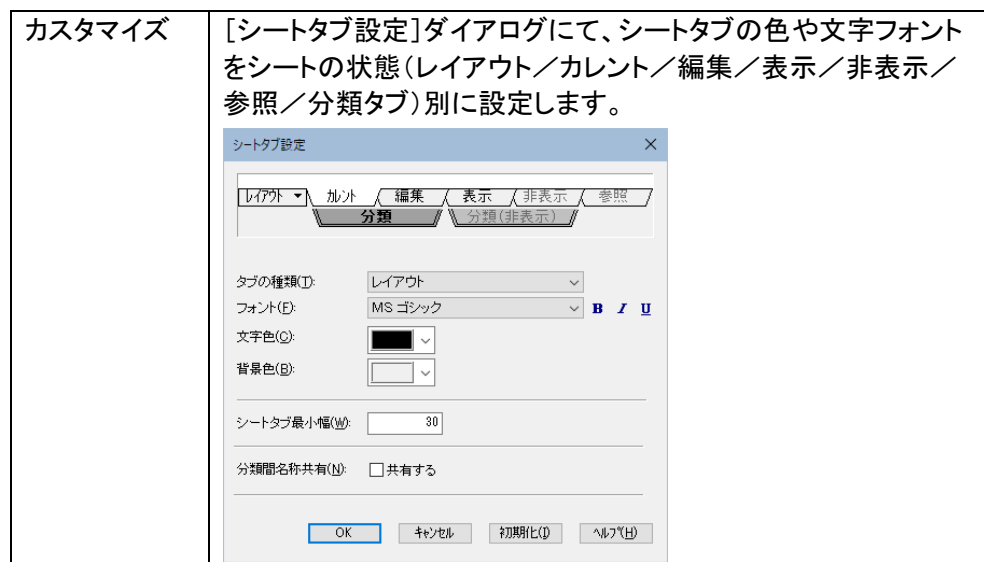 カスタマイズ
[シートタブ設定]ダイアログにて、シートタブの色や文字フォント
をシートの状態(レイアウト／カレント／編集／表示／非表示／
参照／分類タブ)別に設定します。
シートタブ設定
ﾚｲｱｳﾄ ▼ ｶﾚﾝﾄ 編集 表示 非表示 参照
分類 分類(非表示)
タブの種類(T): レイアウト
フォント(F): MS ゴシック B I U
文字色(C):
背景色(B):
シートタブ最小幅(W): 30
分類間名称共有(N): 共有する
OK ｷｬﾝｾﾙ 初期化(I) ﾍﾙﾌﾟ(H)